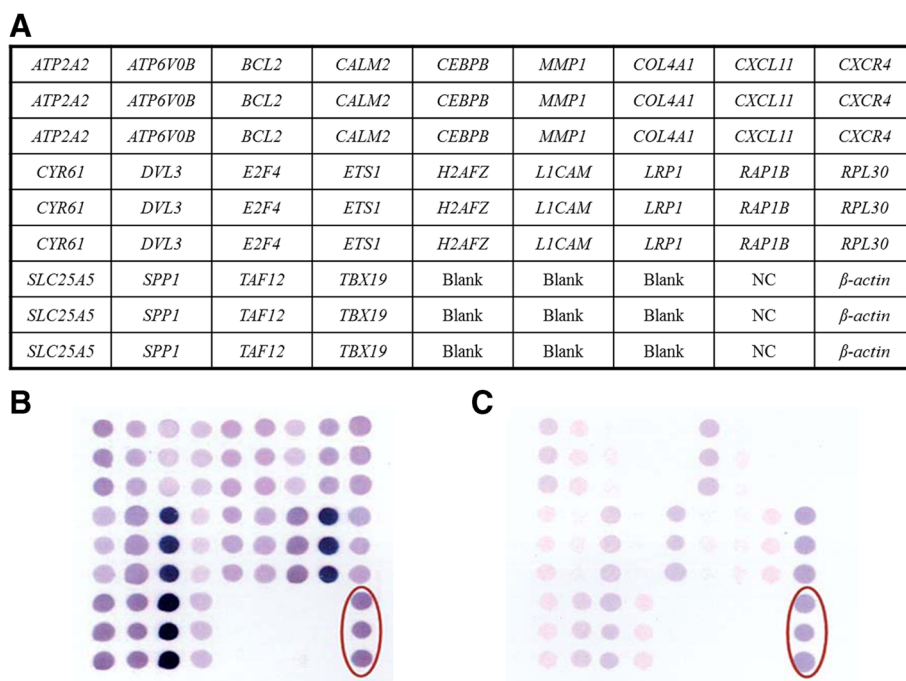 A
ATP2A2 ATP6V0B BCL2 CALM2 CEBPB MMP1 COL4A1 CXCL11 CXCR4
ATP2A2 ATP6V0B BCL2 CALM2 CEBPB MMP1 COL4A1 CXCL11 CXCR4
ATP2A2 ATP6V0B BCL2 CALM2 CEBPB MMP1 COL4A1 CXCL11 CXCR4
CYR61 DVL3 E2F4 ETS1 H2AFZ L1CAM LRP1 RAP1B RPL30
CYR61 DVL3 E2F4 ETS1 H2AFZ L1CAM LRP1 RAP1B RPL30
CYR61 DVL3 E2F4 ETS1 H2AFZ L1CAM LRP1 RAP1B RPL30
SLC25A5 SPP1 TAF12 TBX19 Blank Blank Blank NC β-actin
SLC25A5 SPP1 TAF12 TBX19 Blank Blank Blank NC β-actin
SLC25A5 SPP1 TAF12 TBX19 Blank Blank Blank NC β-actin
B C